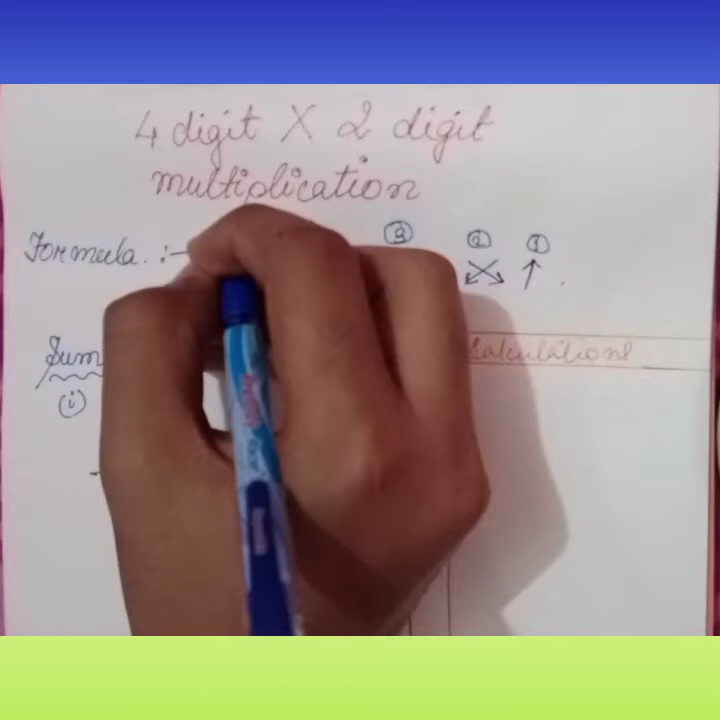 4 digit X 2 digit
multiplication
③ ② ①
Formula :-
Sum
Calculations
(i)